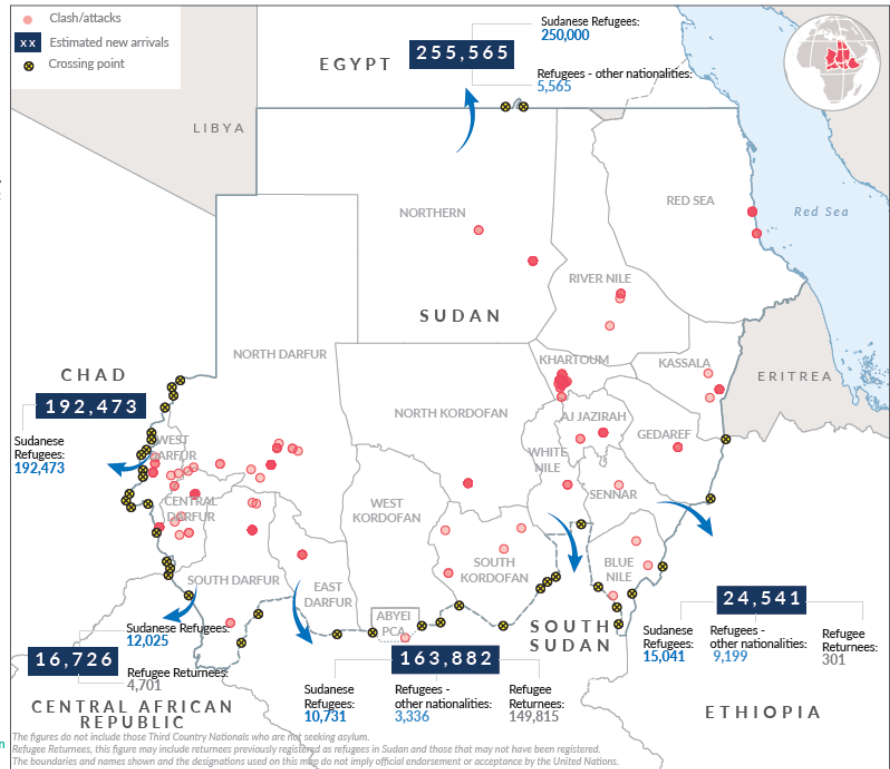 Clash/attacks
xx Estimated new arrivals
Crossing point
EGYPT
255,565
Sudanese Refugees:
250,000
Refugees - other nationalities:
5,565
LIBYA
Red Sea
NORTHERN
RED SEA
RIVER NILE
SUDAN
NORTH DARFUR
KHARTOUM
KASSALA
ERITREA
CHAD
192,473
Sudanese
Refugees:
192,473
NORTH KORDOFAN
AJ JAZIRAH
GEDAREF
WEST
DARFUR
WHITE
NILE
SENNAR
CENTRAL
DARFUR
WEST
KORDOFAN
SOUTH
KORDOFAN
BLUE
NILE
SOUTH DARFUR
EAST
DARFUR
ABYEI
PCA
SOUTH
SUDAN
24,541
Sudanese
Refugees:
15,041
Refugees -
other nationalities:
9,199
Refugee
Returnees:
301
Sudanese Refugees:
12,025
16,726
Refugee Returnees:
4,701
163,882
Sudanese
Refugees:
10,731
Refugees -
other nationalities:
3,336
Refugee
Returnees:
149,815
CENTRAL AFRICAN
REPUBLIC
ETHIOPIA
The figures do not include those Third Country Nationals who are not seeking asylum.
Refugee Returnees, this figure may include returnees previously registered as refugees in Sudan and those that may not have been registered.
The boundaries and names shown and the designations used on this map do not imply official endorsement or acceptance by the United Nations.